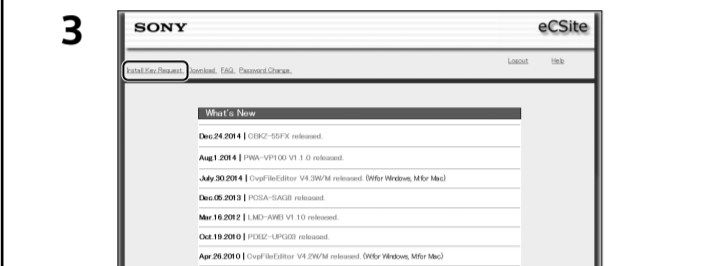 3
SONY
eCSite
Logout Help
Install Key Request Download FAQ Password Change
What's New
Dec.24.2014 | CBKZ-55FX released.
Aug.1.2014 | PWA-VP100 V1.1.0 released.
July.30.2014 | CvpFileEditor V4.3W/M released. (W:for Windows, M:for Mac)
Dec.05.2013 | PCSA-SAG8 released.
Mar.16.2012 | LMD-AWEI V1.10 released.
Oct.19.2010 | PDBZ-UPG03 released.
Apr.26.2010 | CvpFileEditor V4.2W/M released. (W:for Windows, M:for Mac)